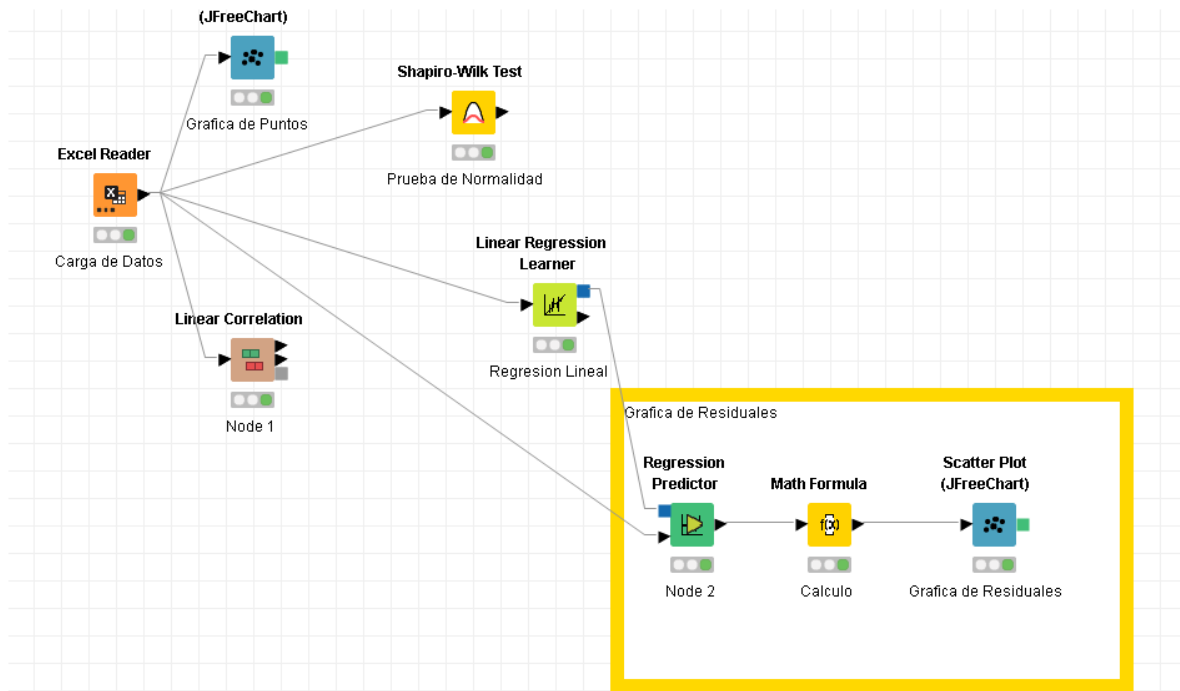 (JFreeChart)
Grafica de Puntos
Shapiro-Wilk Test
Prueba de Normalidad
Excel Reader
Carga de Datos
Linear Regression
Learner
Regresion Lineal
Linear Correlation
Node 1
Grafica de Residuales
Regression
Predictor
Node 2
Math Formula
f(x)
Calculo
Scatter Plot
(JFreeChart)
Grafica de Residuales